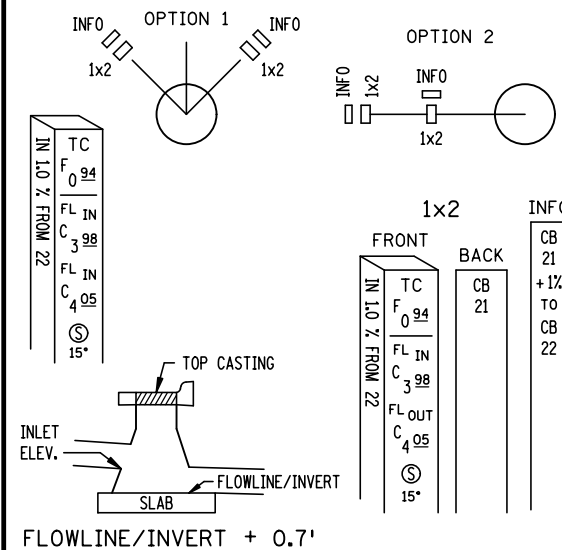 OPTION 1
INFO
INFO
1x2
1x2
OPTION 2
INFO
1x2
INFO
1x2
IN 1.0 % FROM 22
TC
F 0 94
FL IN
C 3 98
FL IN
C 4 05
S
15°
1x2
INFO
FRONT
BACK
IN 1.0 % FROM 22
TC
F 0 94
FL IN
C 3 98
FL OUT
C 4 05
S
15°
CB
21
CB
21
+1%
TO
CB
22
TOP CASTING
INLET
ELEV.
FLOWLINE/INVERT
SLAB
FLOWLINE/INVERT + 0.7'